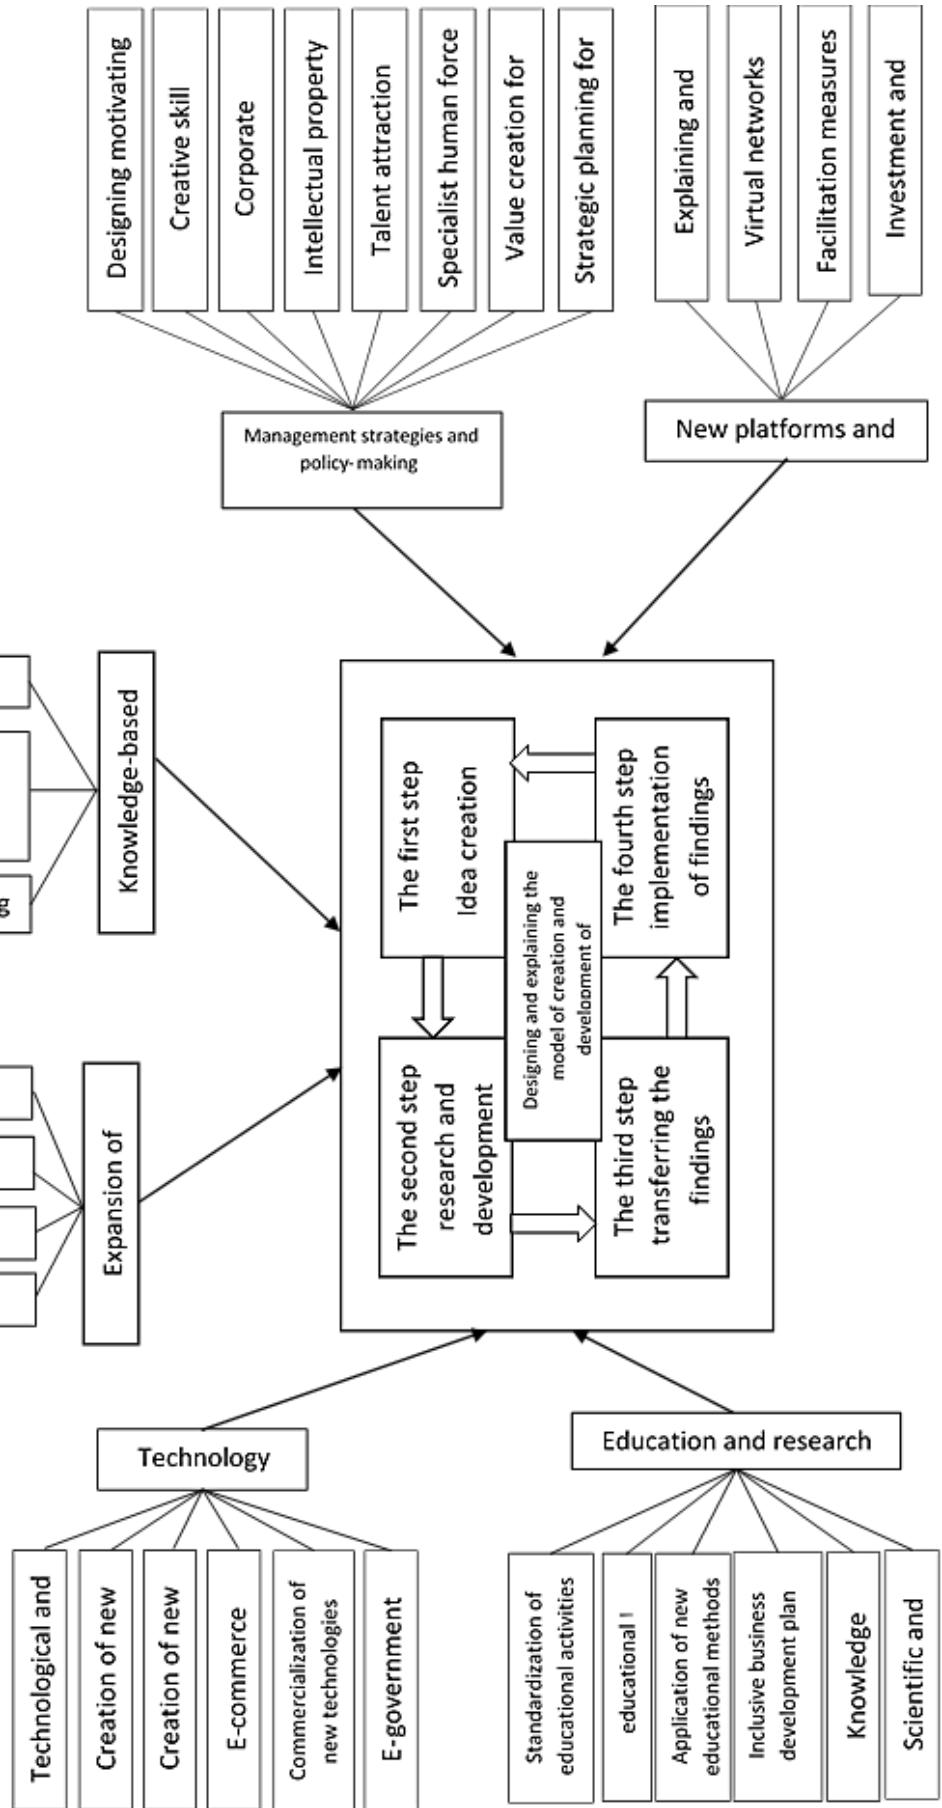 Designing motivating
Creative skill
Corporate
Intellectual property
Talent attraction
Specialist human force
Value creation for
Strategic planning for
Explaining and
Virtual networks
Facilitation measures
Investment and
Management strategies and
policy-making
New platforms and
Knowledge-based
Expansion of
The first step
Idea creation
The fourth step
implementation
of findings
Designing and explaining the
model of creation and
development of
The second step
research and
development
The third step
transferring the
findings
Technology
Education and research
Technological and
Creation of new
Creation of new
E-commerce
Commercialization of
new technologies
E-government
Standardization of
educational activities
educational
Application of new
educational methods
Inclusive business
development plan
Knowledge
Scientific and